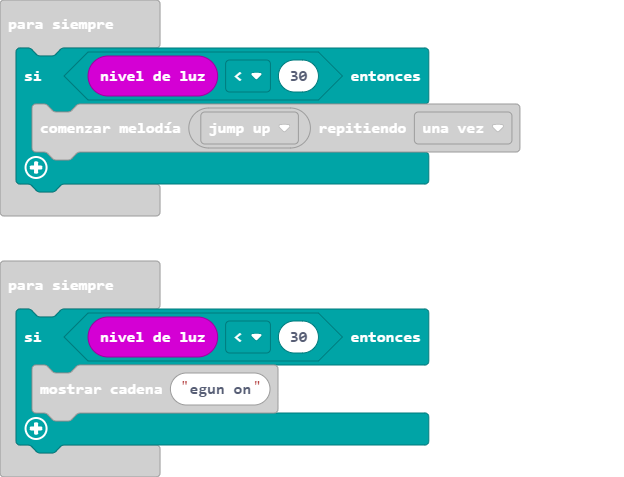 para siempre
si nivel de luz < 30 entonces
comenzar melodía jump up repitiendo una vez
para siempre
si nivel de luz < 30 entonces
mostrar cadena "egun on"